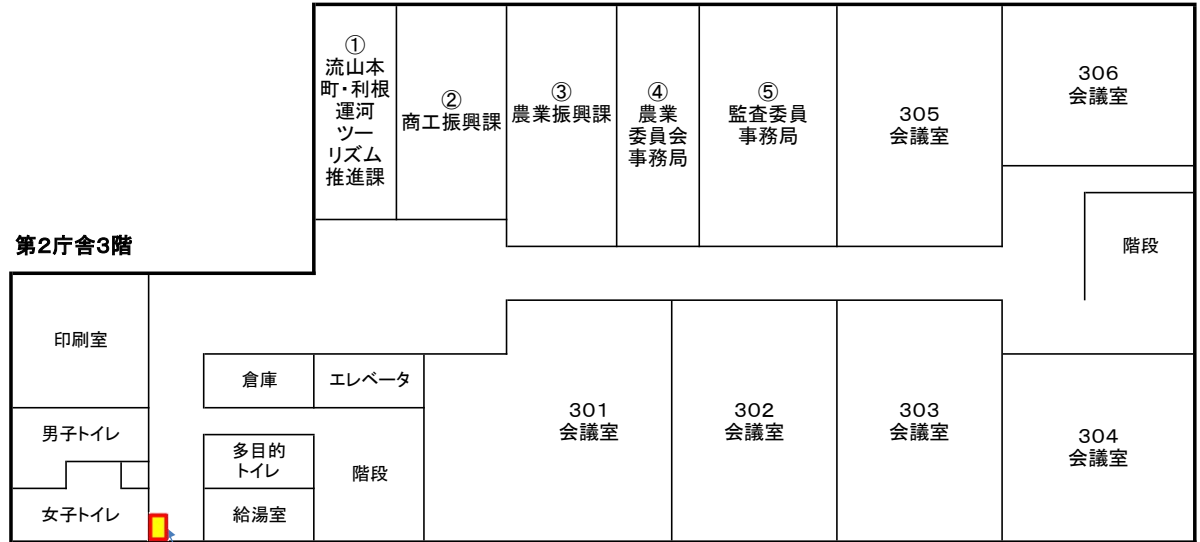 ①
流山本
町・利根
運河
ツー
リズム
推進課
②
商工振興課
③
農業振興課
④
農業
委員会
事務局
⑤
監査委員
事務局
305
会議室
306
会議室
階段
第2庁舎3階
印刷室
倉庫
エレベータ
男子トイレ
多目的
トイレ
階段
女子トイレ
給湯室
301
会議室
302
会議室
303
会議室
304
会議室